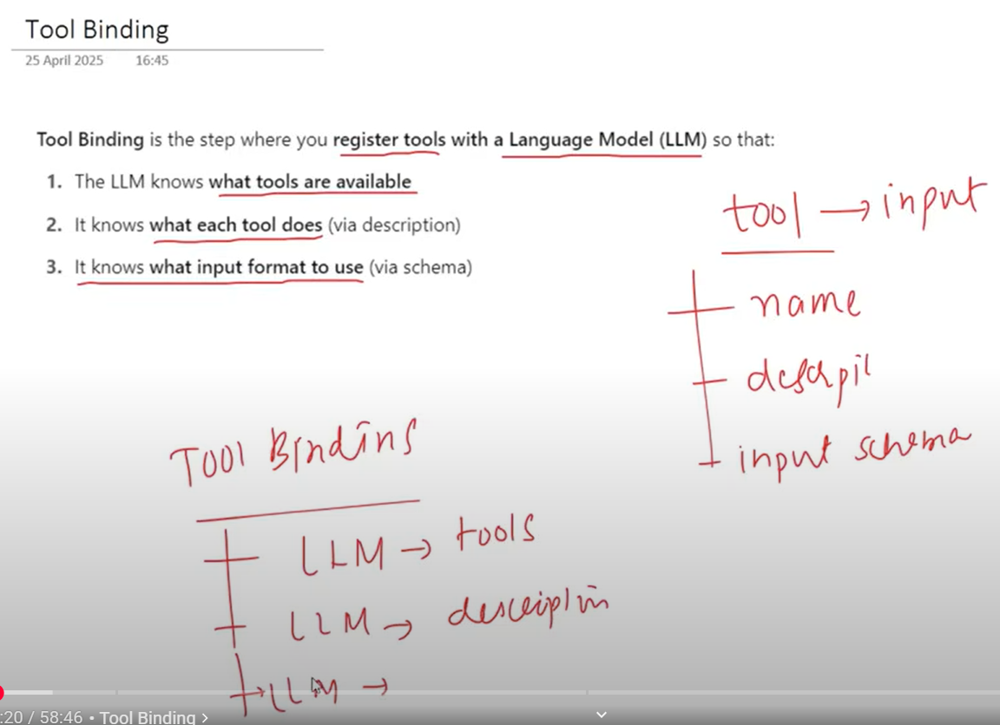 Tool Binding
25 April 2025 16:45
Tool Binding is the step where you register tools with a Language Model (LLM) so that:
1. The LLM knows what tools are available
2. It knows what each tool does (via description)
3. It knows what input format to use (via schema)
tool → input
name
input schema
Tool Binding
LLM → tools
LLM →
LLM →
:20 / 58:46 • Tool Binding >